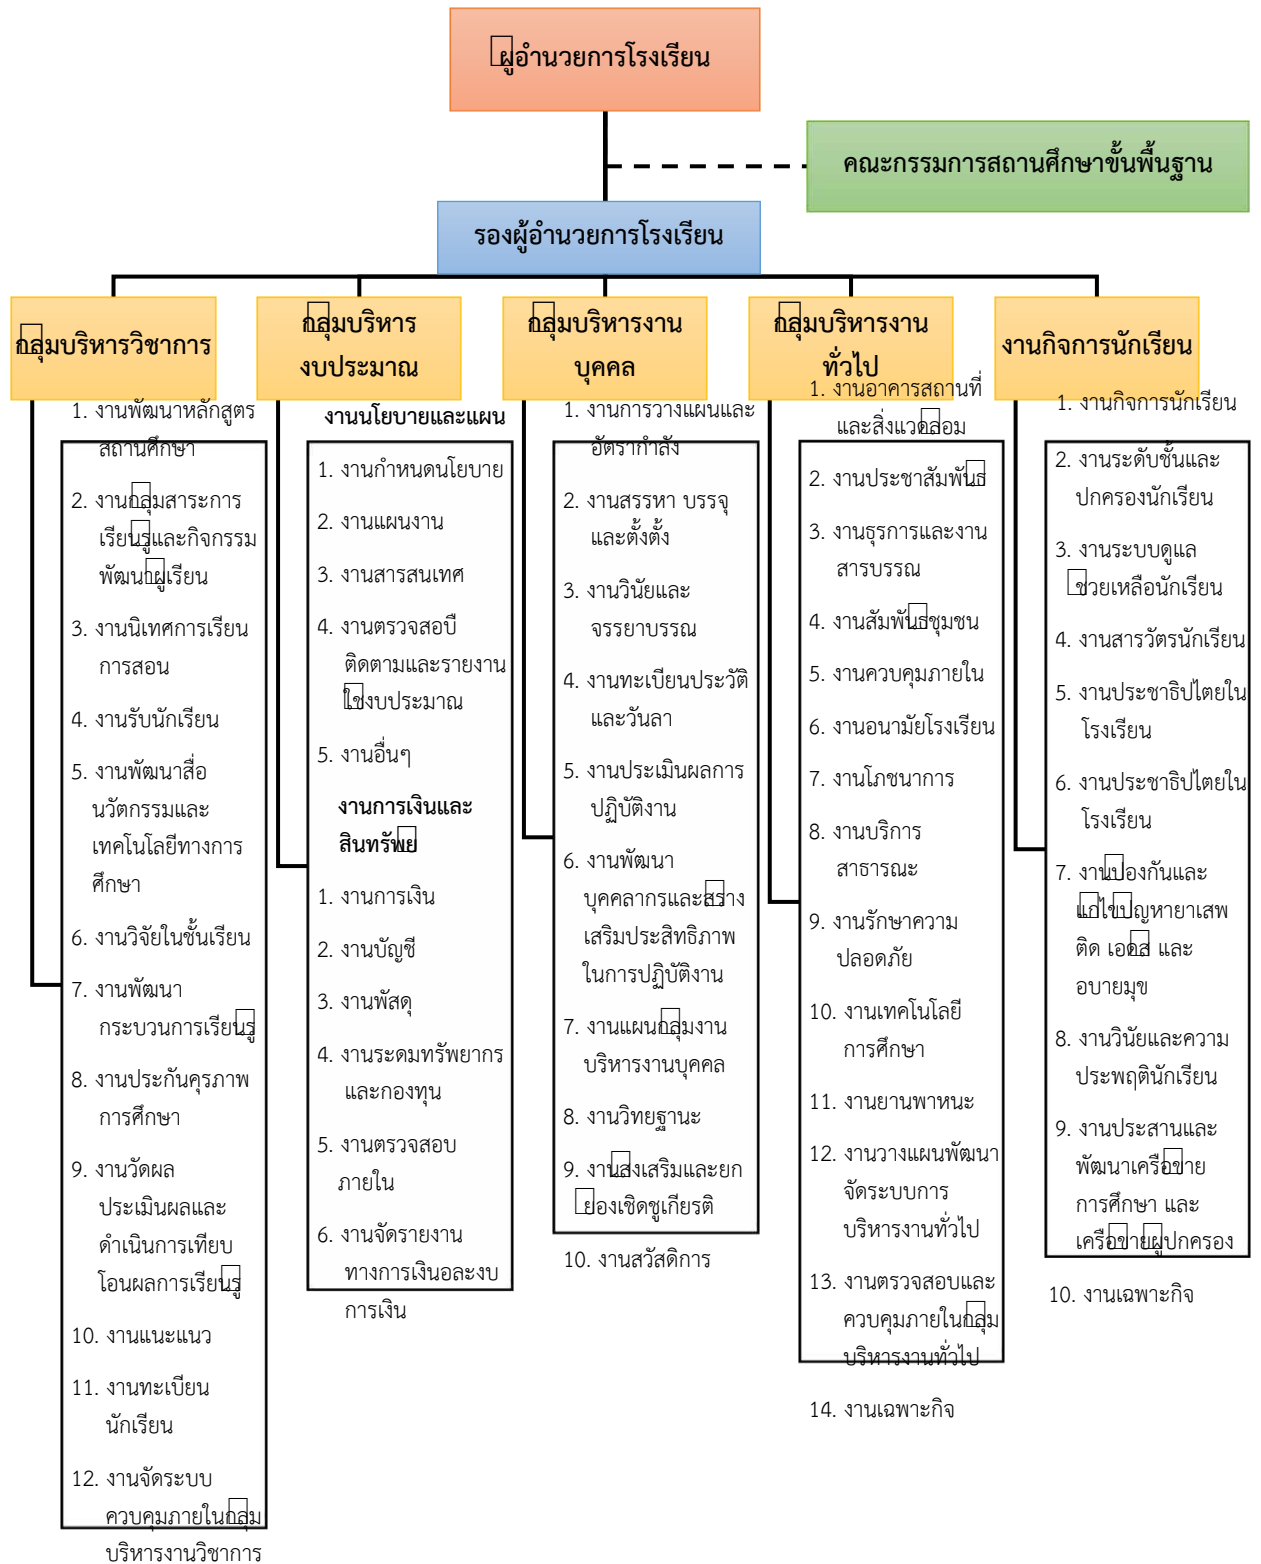 ผู้อำนวยการโรงเรียน
คณะกรรมการสถานศึกษาขั้นพื้นฐาน
รองผู้อำนวยการโรงเรียน
กลุ่มบริหารวิชาการ
1. งานพัฒนาหลักสูตร
สถานศึกษา
2. งานกลุ่มสาระการ
เรียนรู้และกิจกรรม
พัฒนาผู้เรียน
3. งานนิเทศการเรียน
การสอน
4. งานรับนักเรียน
5. งานพัฒนาสื่อ
นวัตกรรมและ
เทคโนโลยีทางการ
ศึกษา
6. งานวิจัยในชั้นเรียน
7. งานพัฒนา
กระบวนการเรียนรู้
8. งานประกันคุรภาพ
การศึกษา
9. งานวัดผล
ประเมินผลและ
ดำเนินการเทียบ
โอนผลการเรียนรู้
10. งานแนะแนว
11. งานทะเบียน
นักเรียน
12. งานจัดระบบ
ควบคุมภายในกลุ่ม
บริหารงานวิชาการ
กลุ่มบริหาร
งบประมาณ
งานนโยบายและแผน
1. งานกำหนดนโยบาย
2. งานแผนงาน
3. งานสารสนเทศ
4. งานตรวจสอบื
ติดตามและรายงาน
ใช้งบประมาณ
5. งานอื่นๆ
งานการเงินและ
สินทรัพย์
1. งานการเงิน
2. งานบัญชี
3. งานพัสดุ
4. งานระดมทรัพยากร
และกองทุน
5. งานตรวจสอบ
ภายใน
6. งานจัดรายงาน
ทางการเงินอละงบ
การเงิน
กลุ่มบริหารงาน
บุคคล
1. งานการวางแผนและ
อัตรากำลัง
2. งานสรรหา บรรจุ
และตั้งตั้ง
3. งานวินัยและ
จรรยาบรรณ
4. งานทะเบียนประวัติ
และวันลา
5. งานประเมินผลการ
ปฏิบัติงาน
6. งานพัฒนา
บุคคลากรและสร้าง
เสริมประสิทธิภาพ
ในการปฏิบัติงาน
7. งานแผนกลุ่มงาน
บริหารงานบุคคล
8. งานวิทยฐานะ
9. งานส่งเสริมและยก
ย่องเชิดชูเกียรติ
10. งานสวัสดิการ
กลุ่มบริหารงาน
ทั่วไป
1. งานอาคารสถานที่
และสิ่งแวดล้อม
2. งานประชาสัมพันธ์
3. งานธุรการและงาน
สารบรรณ
4. งานสัมพันธ์ชุมชน
5. งานควบคุมภายใน
6. งานอนามัยโรงเรียน
7. งานโภชนาการ
8. งานบริการ
สาธารณะ
9. งานรักษาความ
ปลอดภัย
10. งานเทคโนโลยี
การศึกษา
11. งานยานพาหนะ
12. งานวางแผนพัฒนา
จัดระบบการ
บริหารงานทั่วไป
13. งานตรวจสอบและ
ควบคุมภายในกลุ่ม
บริหารงานทั่วไป
14. งานเฉพาะกิจ
งานกิจการนักเรียน
1. งานกิจการนักเรียน
2. งานระดับชั้นและ
ปกครองนักเรียน
3. งานระบบดูแล
ช่วยเหลือนักเรียน
4. งานสารวัตรนักเรียน
5. งานประชาธิปไตยใน
โรงเรียน
6. งานประชาธิปไตยใน
โรงเรียน
7. งานป้องกันและ
แก้ไขปัญหายาเสพ
ติด เอดส์ และ
อบายมุข
8. งานวินัยและความ
ประพฤตินักเรียน
9. งานประสานและ
พัฒนาเครือข่าย
การศึกษา และ
เครือข่ายผู้ปกครอง
10. งานเฉพาะกิจ